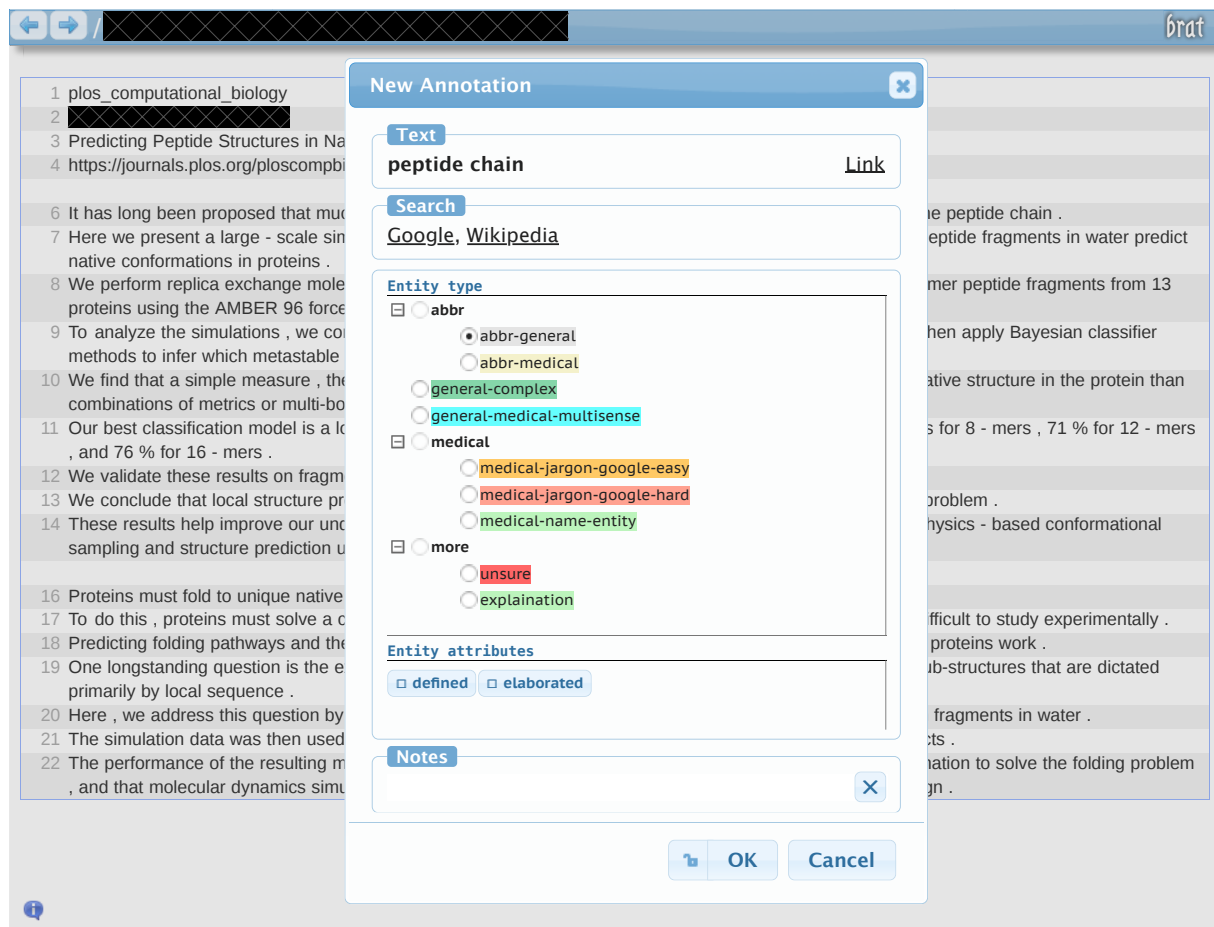 /
brat
1 plos_computational_biology
2
3 Predicting Peptide Structures in Na
4 https://journals.plos.org/ploscompbi
6 It has long been proposed that muc
e peptide chain .
7 Here we present a large - scale sim
eptide fragments in water predict
native conformations in proteins .
8 We perform replica exchange mole
mer peptide fragments from 13
proteins using the AMBER 96 force
9 To analyze the simulations , we co
hen apply Bayesian classifier
methods to infer which metastable
10 We find that a simple measure , the
ative structure in the protein than
combinations of metrics or multi-bo
11 Our best classification model is a lo
s for 8 - mers , 71 % for 12 - mers
, and 76 % for 16 - mers .
12 We validate these results on fragm
13 We conclude that local structure pr
problem .
14 These results help improve our und
hysics - based conformational
sampling and structure prediction u
16 Proteins must fold to unique native
17 To do this , proteins must solve a c
fficult to study experimentally .
18 Predicting folding pathways and the
proteins work .
19 One longstanding question is the e
ub-structures that are dictated
primarily by local sequence .
20 Here , we address this question by
fragments in water .
21 The simulation data was then used
cts .
22 The performance of the resulting m
nation to solve the folding problem
, and that molecular dynamics simu
gn .
New Annotation
Text
peptide chain Link
Search
Google, Wikipedia
Entity type
abbr
abbr-general
abbr-medical
general-complex
general-medical-multisense
medical
medical-jargon-google-easy
medical-jargon-google-hard
medical-name-entity
more
unsure
explaination
Entity attributes
defined elaborated
Notes
OK Cancel